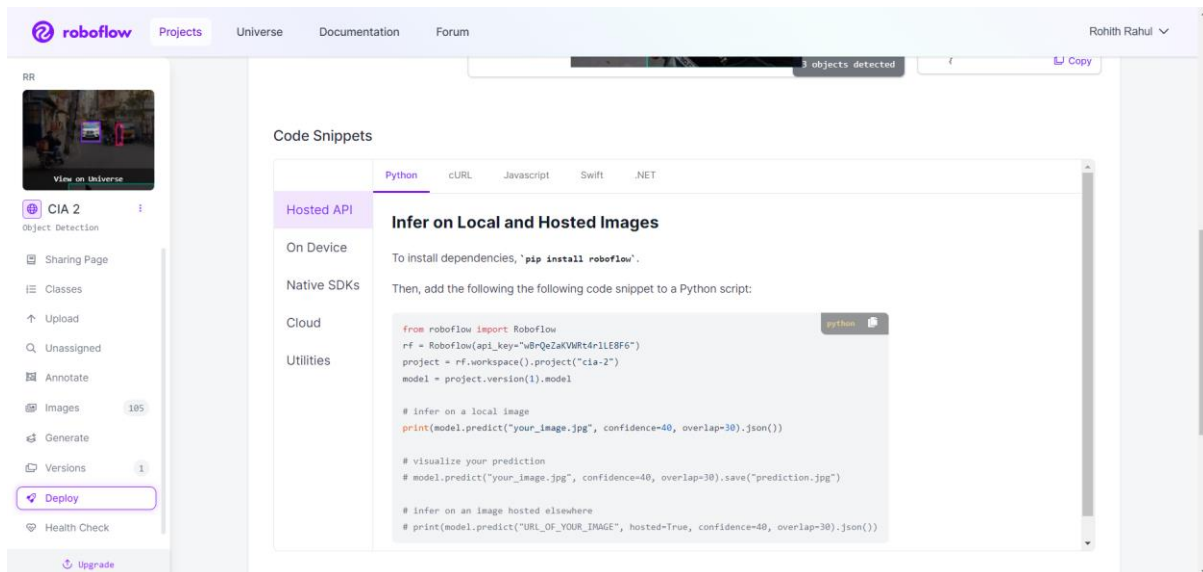 roboflow
Projects
Universe
Documentation
Forum
Rohith Rahul
RR
View on Universe
CIA 2
Object Detection
Sharing Page
Classes
Upload
Unassigned
Annotate
Images 105
Generate
Versions 1
Deploy
Health Check
Upgrade
3 objects detected
{
Copy
Code Snippets
Python
cURL
Javascript
Swift
.NET
Hosted API
On Device
Native SDKs
Cloud
Utilities
Infer on Local and Hosted Images
To install dependencies, `pip install roboflow`.
Then, add the following the following code snippet to a Python script:
python
from roboflow import Roboflow
rf = Roboflow(api_key="wBrQeZaKVWRt4rlLE8F6")
project = rf.workspace().project("cia-2")
model = project.version(1).model
# infer on a local image
print(model.predict("your_image.jpg", confidence=40, overlap=30).json())
# visualize your prediction
# model.predict("your_image.jpg", confidence=40, overlap=30).save("prediction.jpg")
# infer on an image hosted elsewhere
# print(model.predict("URL_OF_YOUR_IMAGE", hosted=True, confidence=40, overlap=30).json())